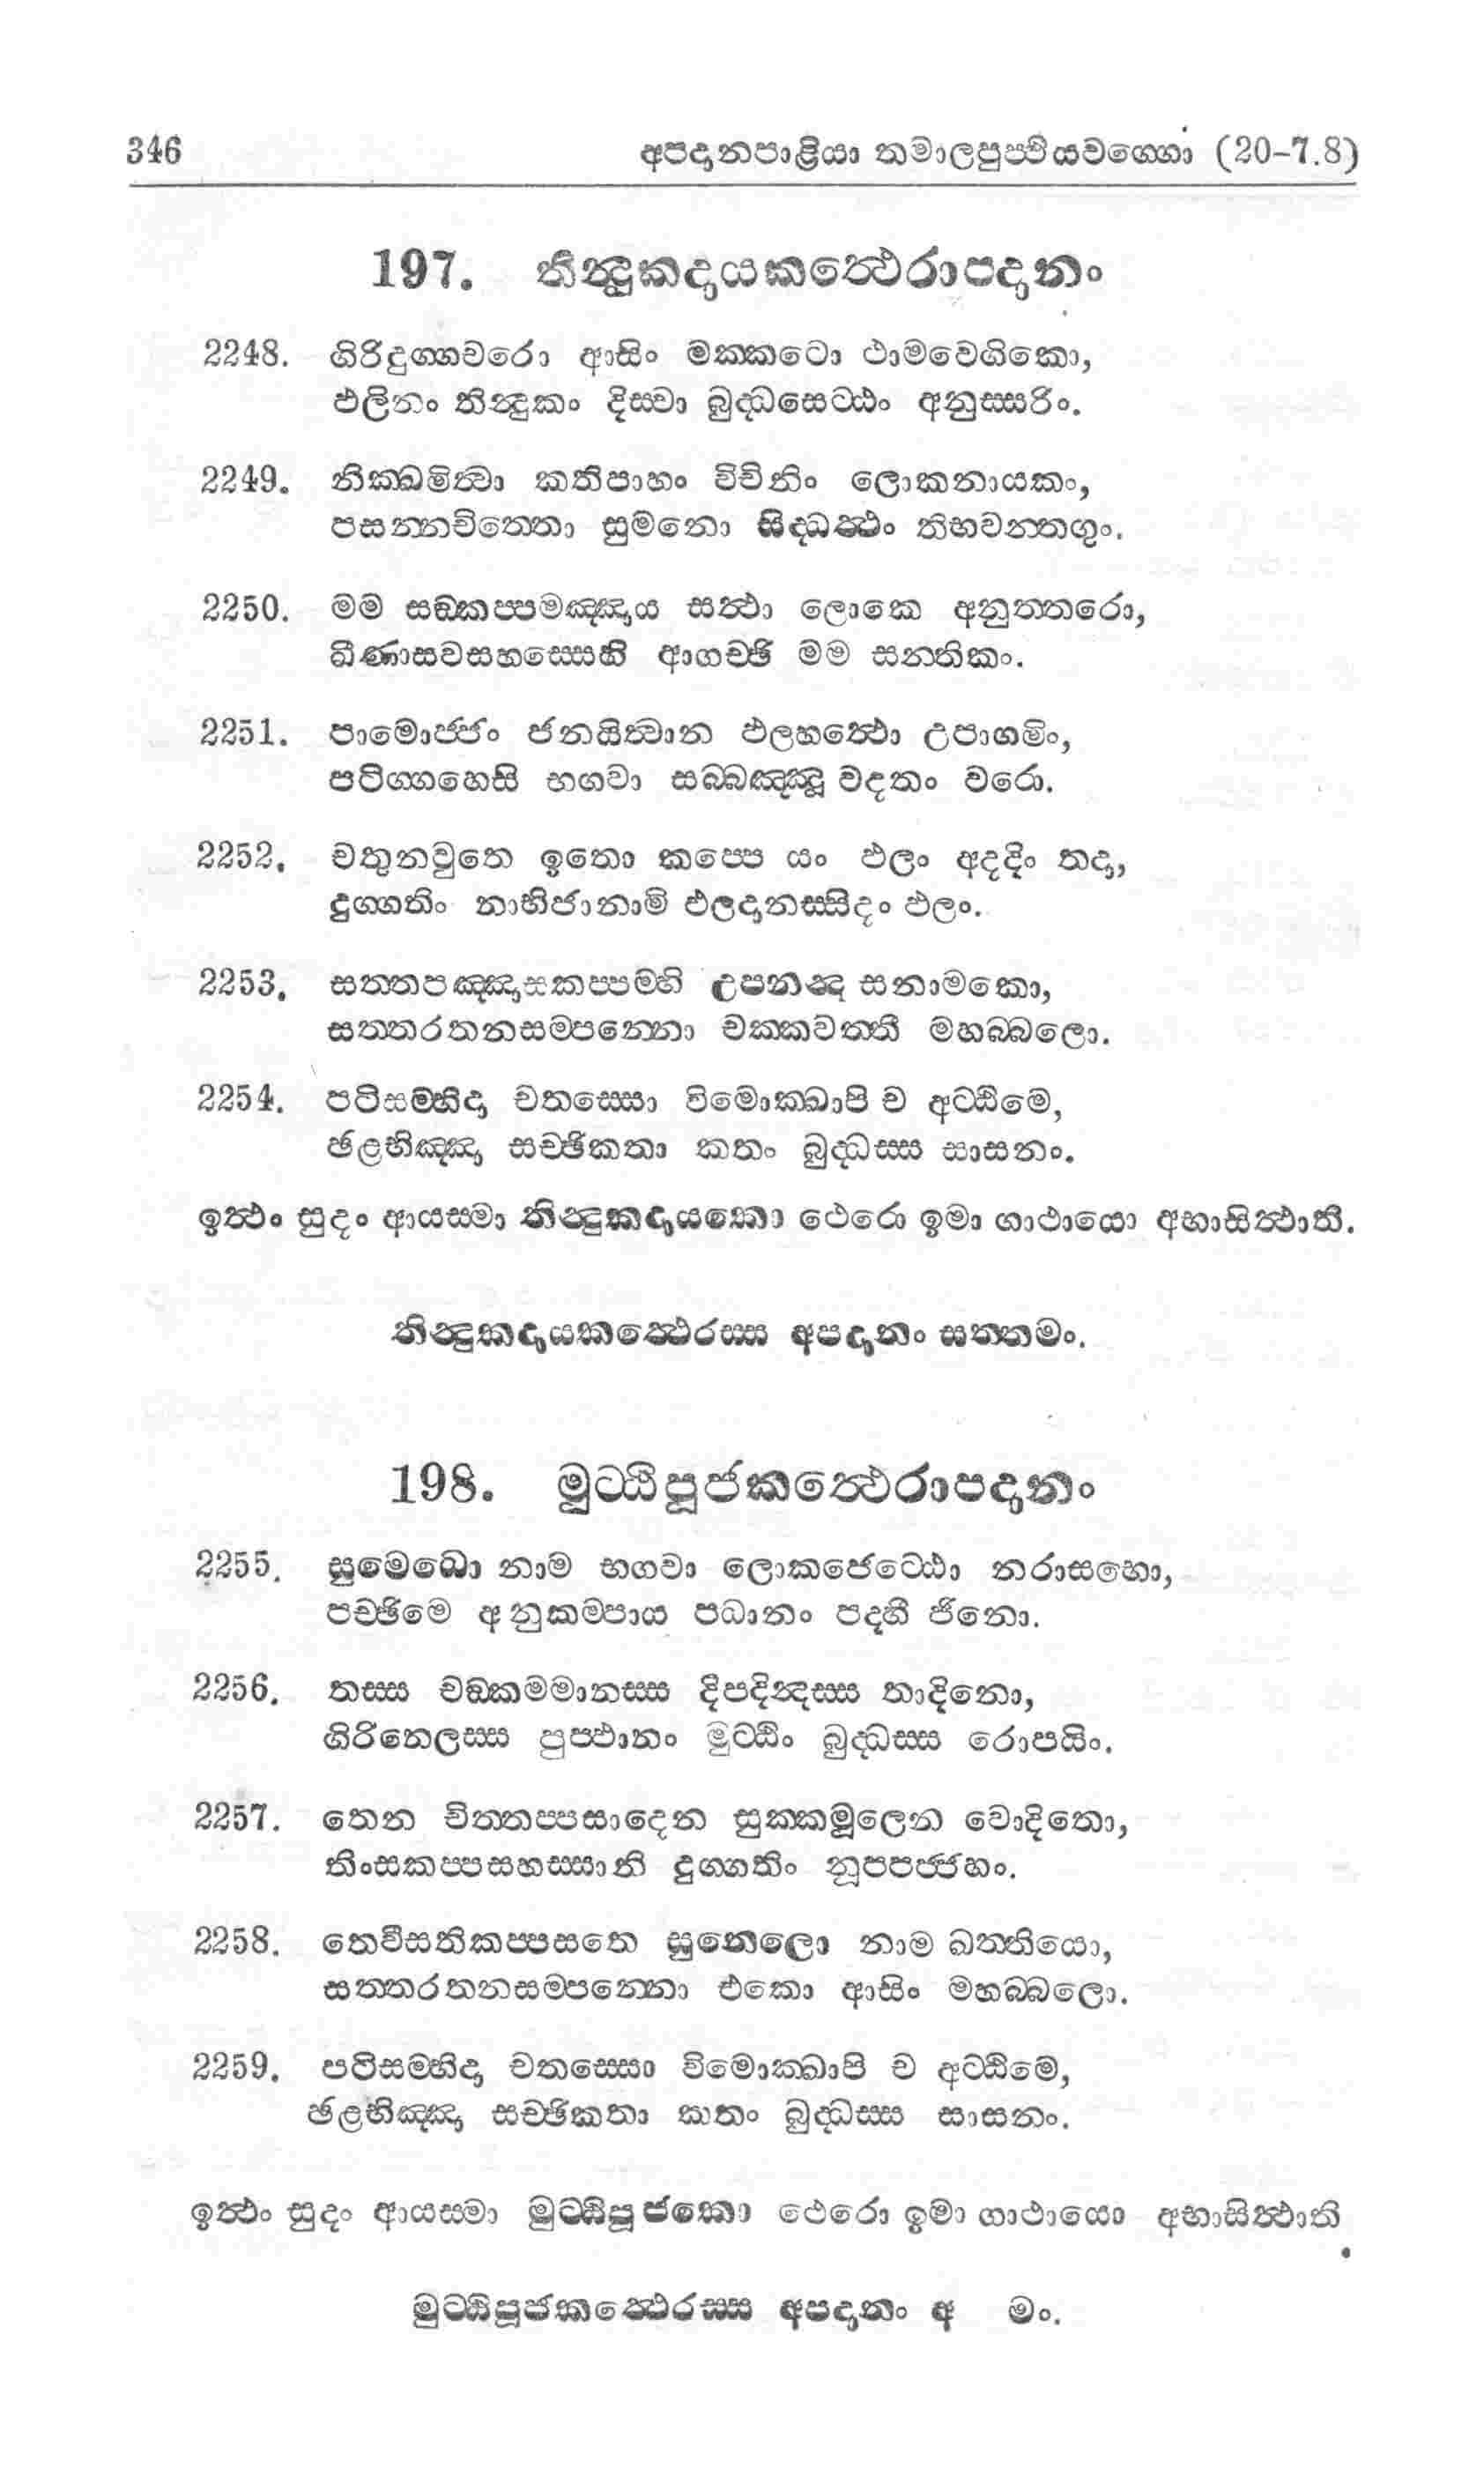 346 අපදානපාළියා තමාලපුප්ඵියවග්ගො (20-7.8)
197. තින්දුකදායකත්ථෙරාපදානං
2248. ගිරිදුග්ගචරො ආසිං මක්කටො ථාමවෙගිකො,
ඵලිනං තින්දුකං දිස්වා බුද්ධසෙට්ඨං අනුස්සරිං.
2249. නික්ඛමිත්වා කතිපාහං විචිනිං ලොකනායකං,
පසන්නචිත්තො සුමනො සිද්ධත්ථං තිභවන්තගුං.
2250. මම සඞ්කප්පමඤ්ඤාය සත්ථා ලොකෙ අනුත්තරො,
ඛීණාසවසහස්සෙහි ආගච්ඡි මම සන්තිකං.
2251. පාමොජ්ජං ජනයිත්වාන ඵලහත්ථො උපාගමිං,
පටිග්ගහෙසි භගවා සබ්බඤ්ඤූ වදතං වරො.
2252. චතුනවුතෙ ඉතො කප්පෙ යං ඵලං අදදිං තදා,
දුග්ගතිං නාභිජානාමි ඵලදානස්සිදං ඵලං.
2253. සත්තපඤ්ඤාසකප්පම්හි උපනන්ද සනාමකො,
සත්තරතනසම්පන්නො චක්කවත්තී මහබ්බලො.
2254. පටිසම්භිදා චතස්සො විමොක්ඛාපි ච අට්ඨිමෙ,
ඡළභිඤ්ඤා සච්ඡිකතා කතං බුද්ධස්ස සාසනං.
ඉත්ථං සුදං ආයස්මා තින්දුකදායකො ථෙරො ඉමා ගාථායො අභාසිත්ථාති.
තින්දුකදායකත්ථෙරස්ස අපදානං සත්තමං.
198. මුට්ඨිපූජකත්ථෙරාපදානං
2255. සුමෙධො නාම භගවා ලොකජෙට්ඨො නරාසභො,
පච්ඡිමෙ අනුකම්පාය පධානං පදහී ජිනො.
2256. තස්ස චඞ්කමමානස්ස දිපදින්දස්ස තාදිනො,
ගිරිනෙලස්ස පුප්ඵානං මුට්ඨිං බුද්ධස්ස රොපයිං.
2257. තෙන චිත්තප්පසාදෙන සුක්කමූලෙන චොදිතො,
තිංසකප්පසහස්සානි දුග්ගතිං නූපපජ්ජහං.
2258. තෙවීසතිකප්පසතෙ සුනෙලො නාම ඛත්තියො,
සත්තරතනසම්පන්නො එකො ආසිං මහබ්බලො.
2259. පටිසම්භිදා චතස්සො විමොක්ඛාපි ච අට්ඨිමෙ,
ඡළභිඤ්ඤා සච්ඡිකතා කතං බුද්ධස්ස සාසනං.
ඉත්ථං සුදං ආයස්මා මුට්ඨිපූජකො ථෙරො ඉමා ගාථායො අභාසිත්ථාති.
මුට්ඨිපූජකත්ථෙරස්ස අපදානං අ මං.